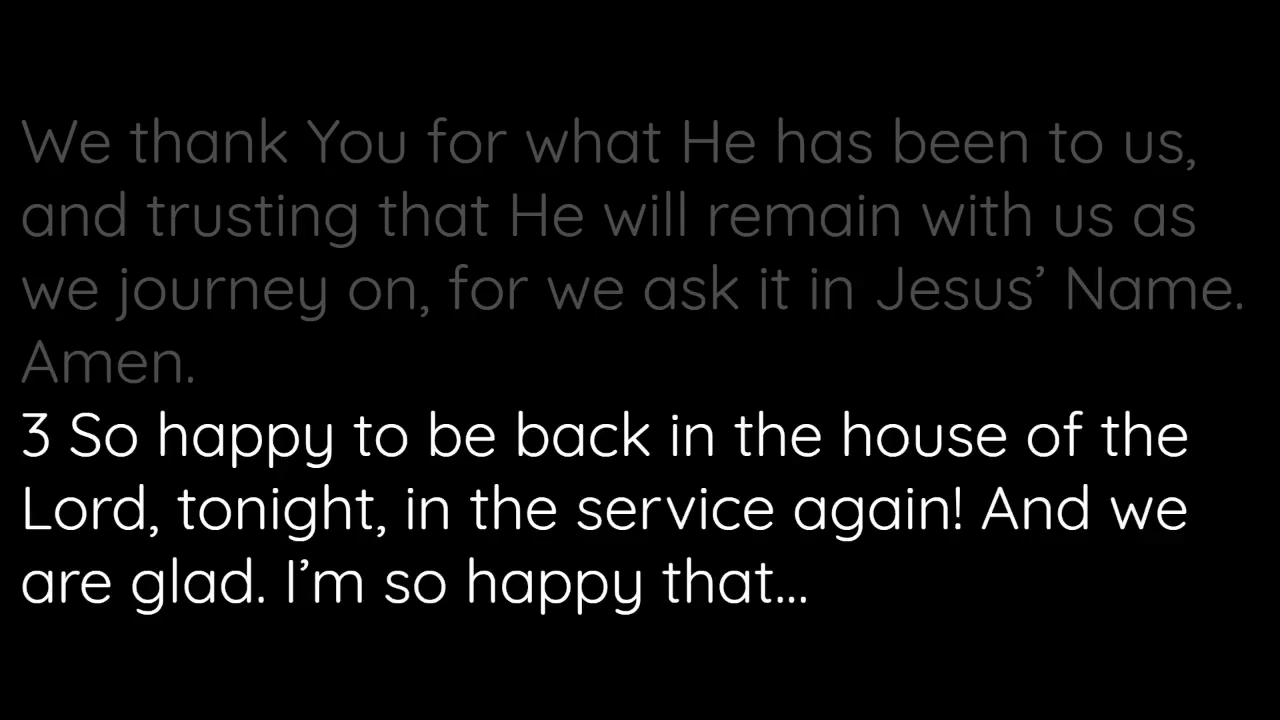 We thank You for what He has been to us,
and trusting that He will remain with us as
we journey on, for we ask it in Jesus’ Name.
Amen.
3 So happy to be back in the house of the
Lord, tonight, in the service again! And we
are glad. I’m so happy that...